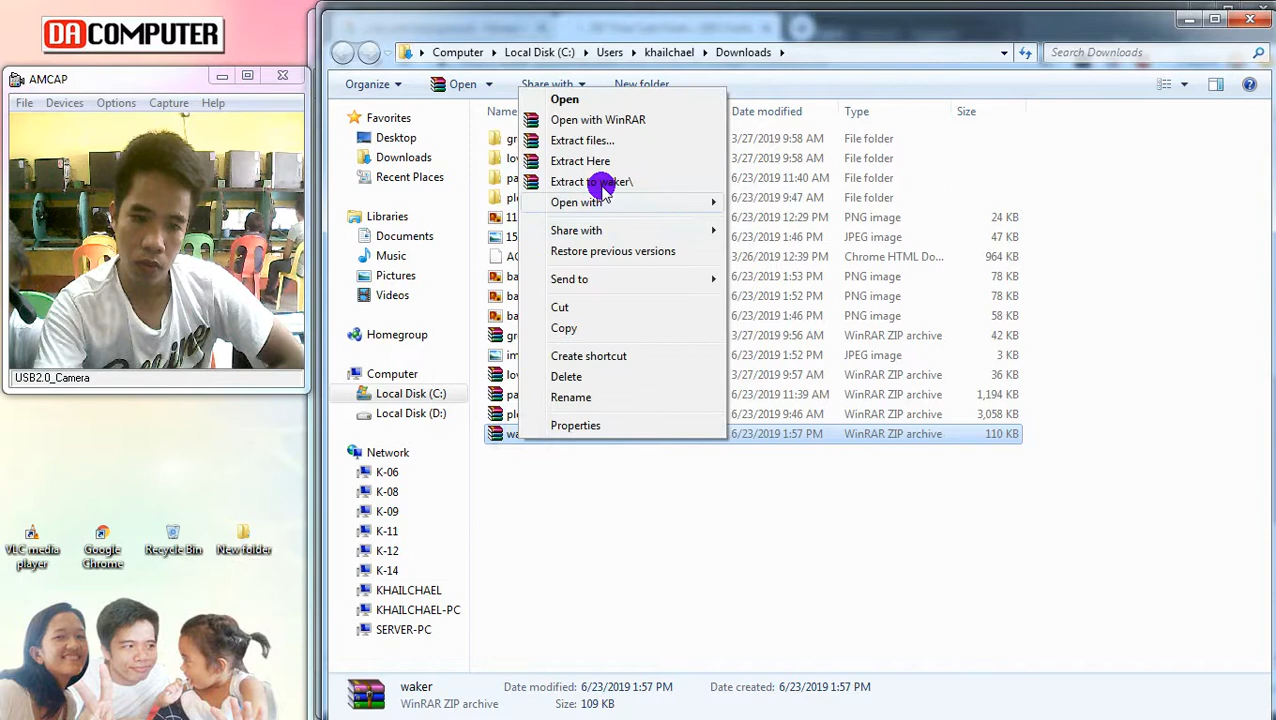 DA COMPUTER
AMCAP
File Devices Options Capture Help
USB2.0_Camera
VLC media player
Google Chrome
Recycle Bin
New folder
Computer Local Disk (C:) Users khailchael Downloads
Search Downloads
Organize Open Share with New folder
Favorites
Desktop
Downloads
Recent Places
Libraries
Documents
Music
Pictures
Videos
Homegroup
Computer
Local Disk (C:)
Local Disk (D:)
Network
K-06
K-08
K-09
K-11
K-12
K-14
KHAILCHAEL
KHAILCHAEL-PC
SERVER-PC
Open
Open with WinRAR
Extract files...
Extract Here
Extract to waker\
Open with
Share with
Restore previous versions
Send to
Cut
Copy
Create shortcut
Delete
Rename
Properties
Date modified Type Size
3/27/2019 9:58 AM File folder
3/27/2019 9:58 AM File folder
6/23/2019 11:40 AM File folder
6/23/2019 9:47 AM File folder
6/23/2019 12:29 PM PNG image 24 KB
6/23/2019 1:46 PM JPEG image 47 KB
3/26/2019 12:39 PM Chrome HTML Do... 964 KB
6/23/2019 1:53 PM PNG image 78 KB
6/23/2019 1:52 PM PNG image 78 KB
6/23/2019 1:46 PM PNG image 58 KB
3/27/2019 9:56 AM WinRAR ZIP archive 42 KB
6/23/2019 1:52 PM JPEG image 3 KB
3/27/2019 9:56 AM WinRAR ZIP archive 36 KB
6/23/2019 11:39 AM WinRAR ZIP archive 1,194 KB
6/23/2019 9:46 AM WinRAR ZIP archive 3,058 KB
6/23/2019 1:57 PM WinRAR ZIP archive 110 KB
waker Date modified: 6/23/2019 1:57 PM Date created: 6/23/2019 1:57 PM
WinRAR ZIP archive Size: 109 KB